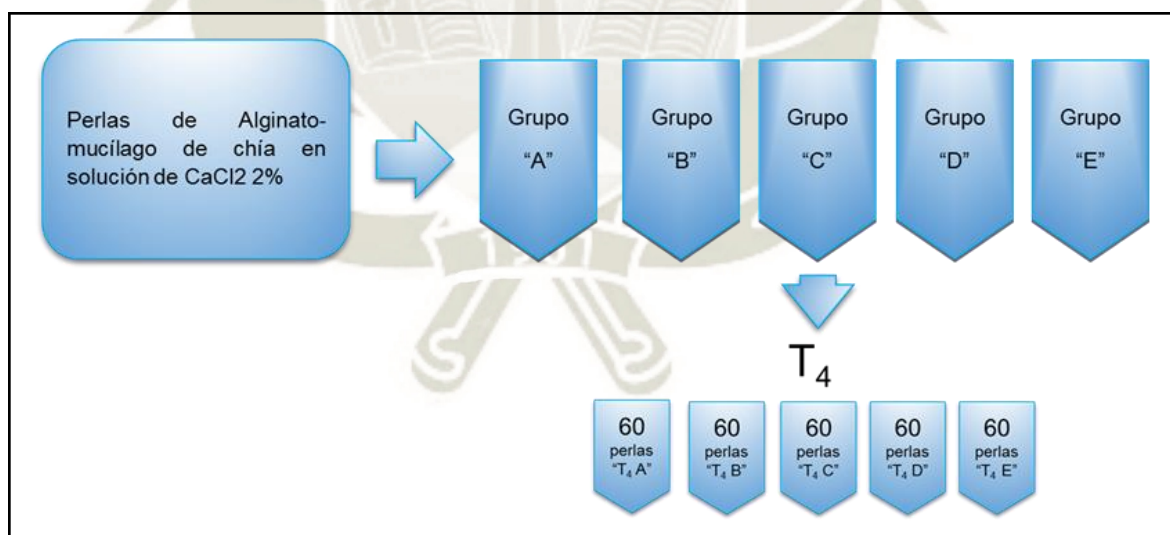 Perlas de Alginato-
mucílago de chía en
solución de CaCl2 2%
Grupo
“A”
Grupo
“B”
Grupo
“C”
Grupo
“D”
Grupo
“E”
T₄
60
perlas
“T₄ A”
60
perlas
“T₄ B”
60
perlas
“T₄ C”
60
perlas
“T₄ D”
60
perlas
“T₄ E”